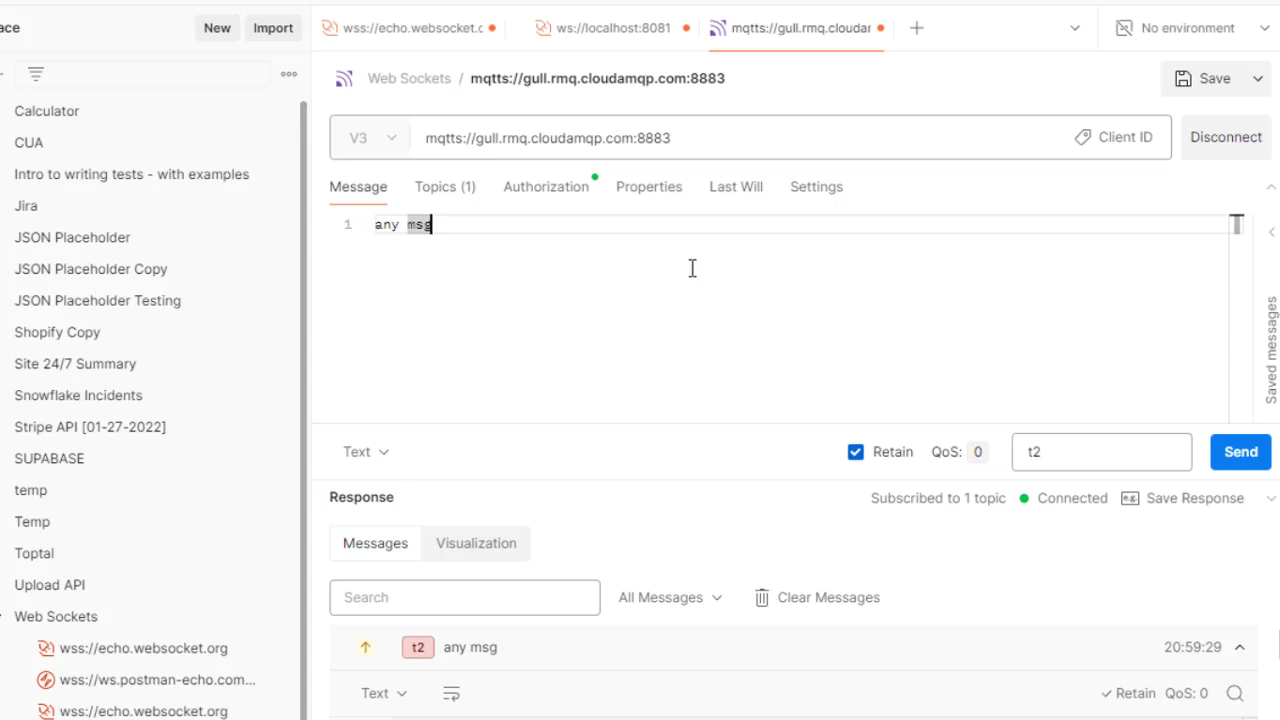 ce
New
Import
wss://echo.websocket.c
ws://localhost:8081
mqtts://gull.rmq.cloudar
No environment
Web Sockets / mqtts://gull.rmq.cloudamqp.com:8883
Save
V3
mqtts://gull.rmq.cloudamqp.com:8883
Client ID
Disconnect
Message
Topics (1)
Authorization
Properties
Last Will
Settings
1 any msg
Saved messages
Text
Retain
QoS: 0
t2
Send
Response
Subscribed to 1 topic
Connected
Save Response
Messages
Visualization
Search
All Messages
Clear Messages
t2 any msg
20:59:29
Text
Retain QoS: 0
Calculator
CUA
Intro to writing tests - with examples
Jira
JSON Placeholder
JSON Placeholder Copy
JSON Placeholder Testing
Shopify Copy
Site 24/7 Summary
Snowflake Incidents
Stripe API [01-27-2022]
SUPABASE
temp
Temp
Toptal
Upload API
Web Sockets
wss://echo.websocket.org
wss://ws.postman-echo.com...
wss://echo.websocket.org